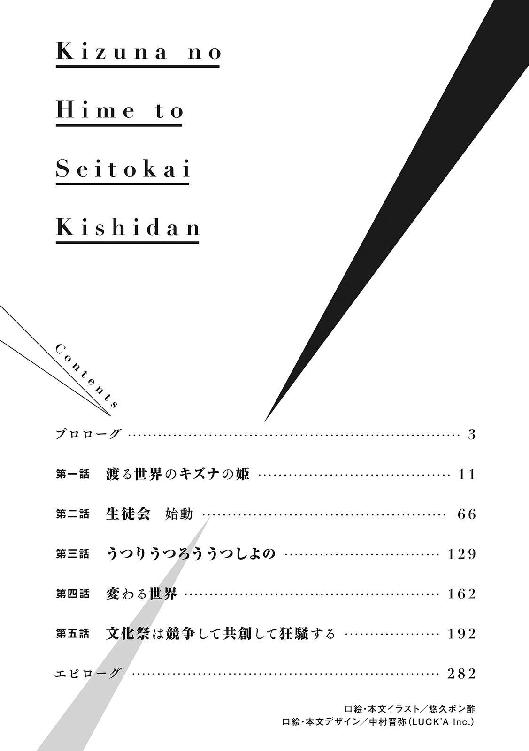 Kizuna no
Hime to
Seitokai
Kishidan
Contents
プロローグ 3
第一話 渡る世界のキズナの姫 11
第二話 生徒会 始動 66
第三話 うつりうつろううつしよの 129
第四話 変わる世界 162
第五話 文化祭は競争して共創して狂騒する 192
エピローグ 282
口絵・本文イラスト／悠久ポン酢
口絵・本文デザイン／中村晋弥（LUCK'A Inc.）